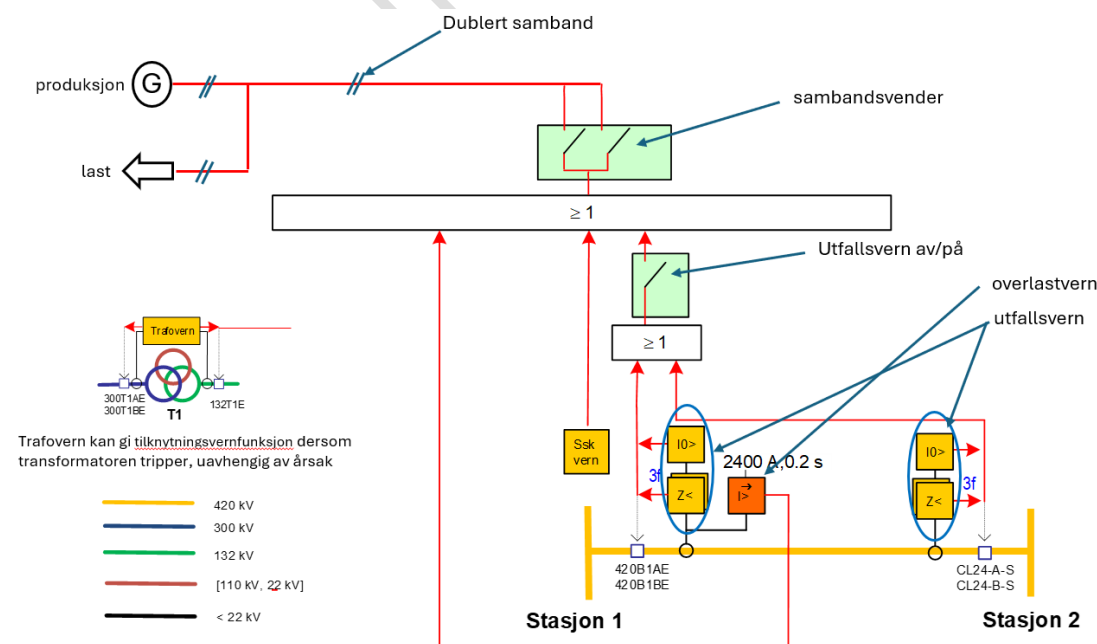 Dublert samband
produksjon
G
sambandsvender
last
≥ 1
Utfallsvern av/på
overlastvern
utfallsvern
≥ 1
Trafovern
300T1AE
300T1BE
T1
132T1E
Trafovern kan gi tilknytningsvernfunksjon dersom
transformatoren tripper, uavhengig av årsak
Ssk
vern
I0>
Z<
3f
2400 A,0.2 s
I>
I0>
Z<
3f
420 kV
300 kV
132 kV
[110 kV, 22 kV]
< 22 kV
420B1AE
420B1BE
CL24-A-S
CL24-B-S
Stasjon 1
Stasjon 2